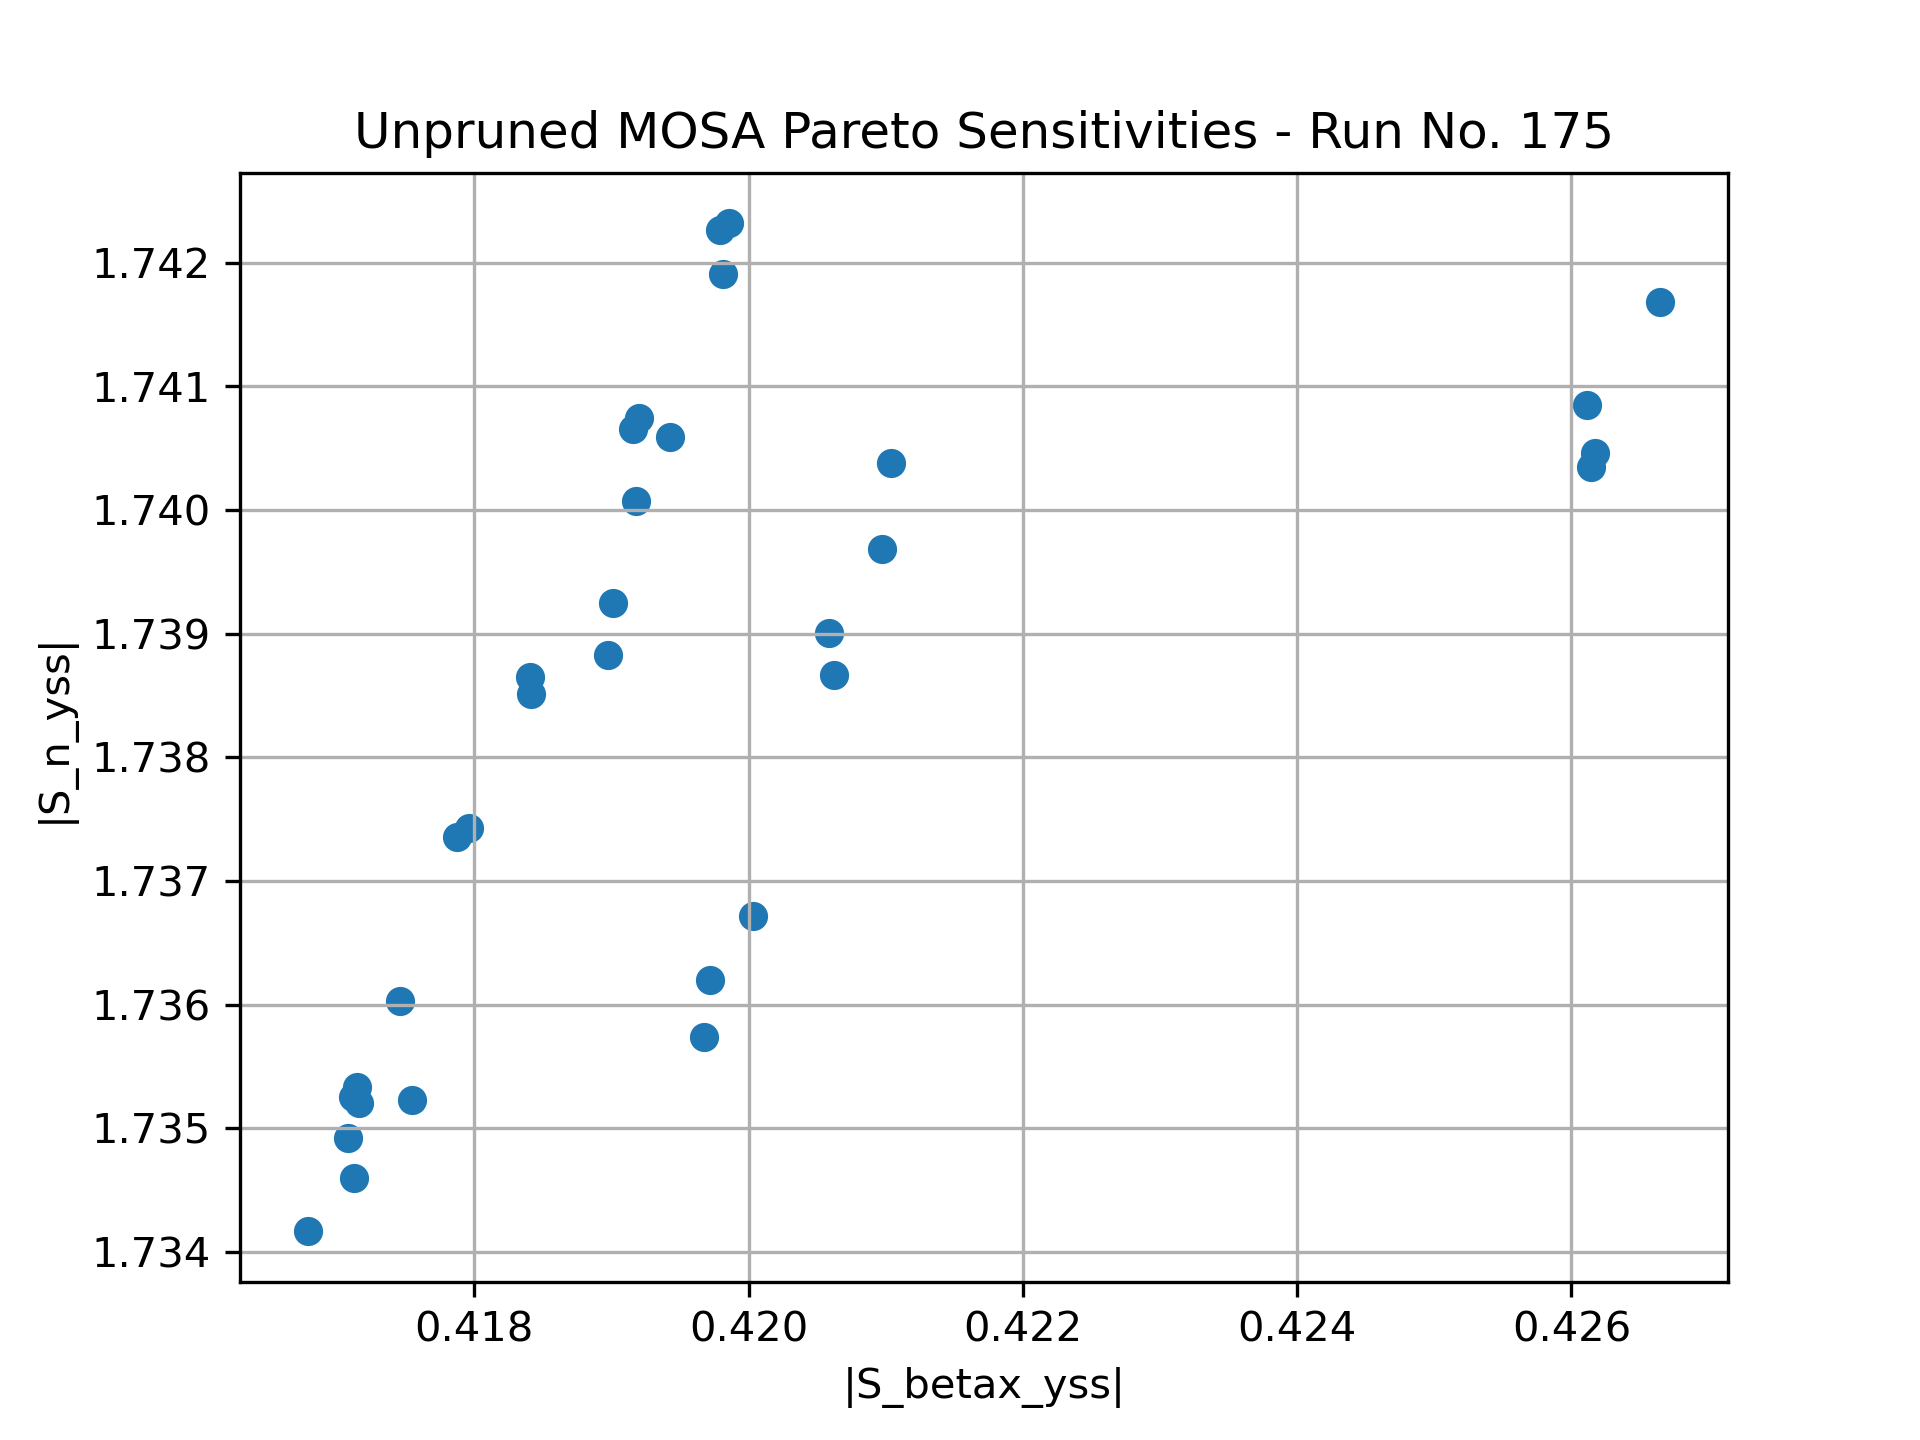 Unpruned MOSA Pareto Sensitivities - Run No. 175
1.742
1.741
1.740
1.739
1.738
1.737
1.736
1.735
1.734
|S_n_yss|
0.418 0.420 0.422 0.424 0.426
|S_betax_yss|